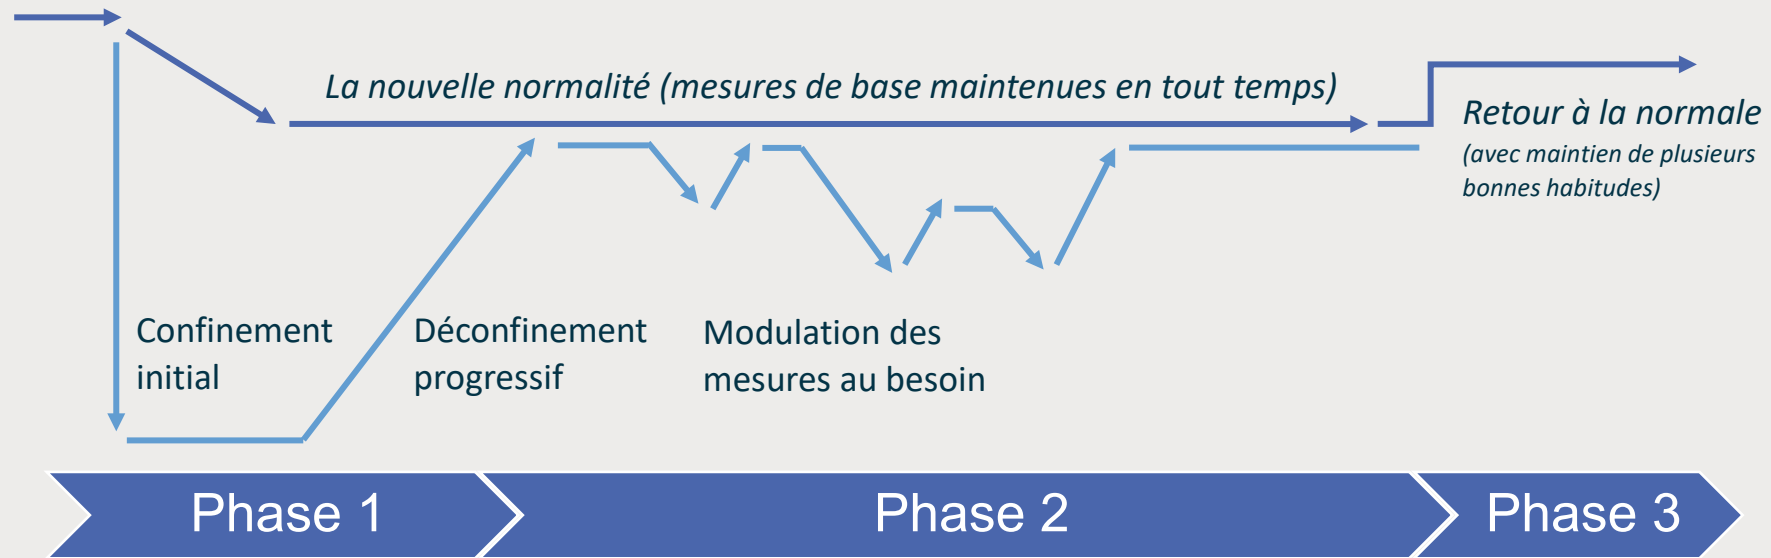 La nouvelle normalité (mesures de base maintenues en tout temps)
Retour à la normale
(avec maintien de plusieurs
bonnes habitudes)
Confinement
initial
Déconfinement
progressif
Modulation des
mesures au besoin
Phase 1
Phase 2
Phase 3